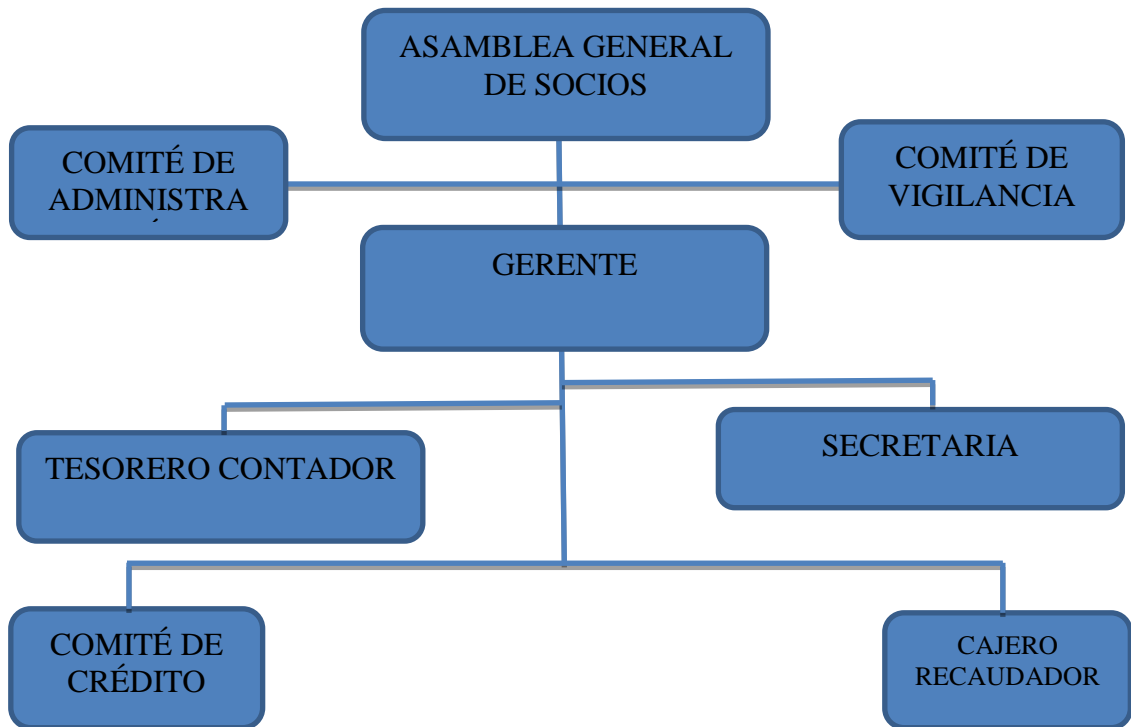 ASAMBLEA GENERAL
DE SOCIOS
COMITÉ DE
ADMINISTRA
COMITÉ DE
VIGILANCIA
GERENTE
TESORERO CONTADOR
SECRETARIA
COMITÉ DE
CRÉDITO
CAJERO
RECAUDADOR